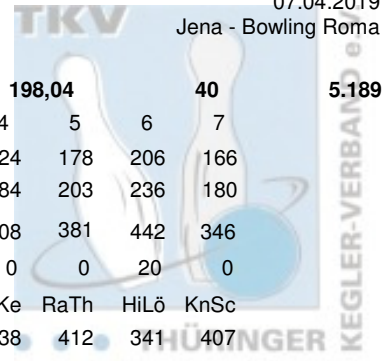 TKV
07.04.2019
Jena - Bowling Roma
198,04 40 5.189
4 5 6 7
24 178 206 166
84 203 236 180
08 381 442 346
0 0 20 0
Ke RaTh HiLö KnSc
38 412 341 407
THÜRINGER
KEGLER-VERBAND e.V.